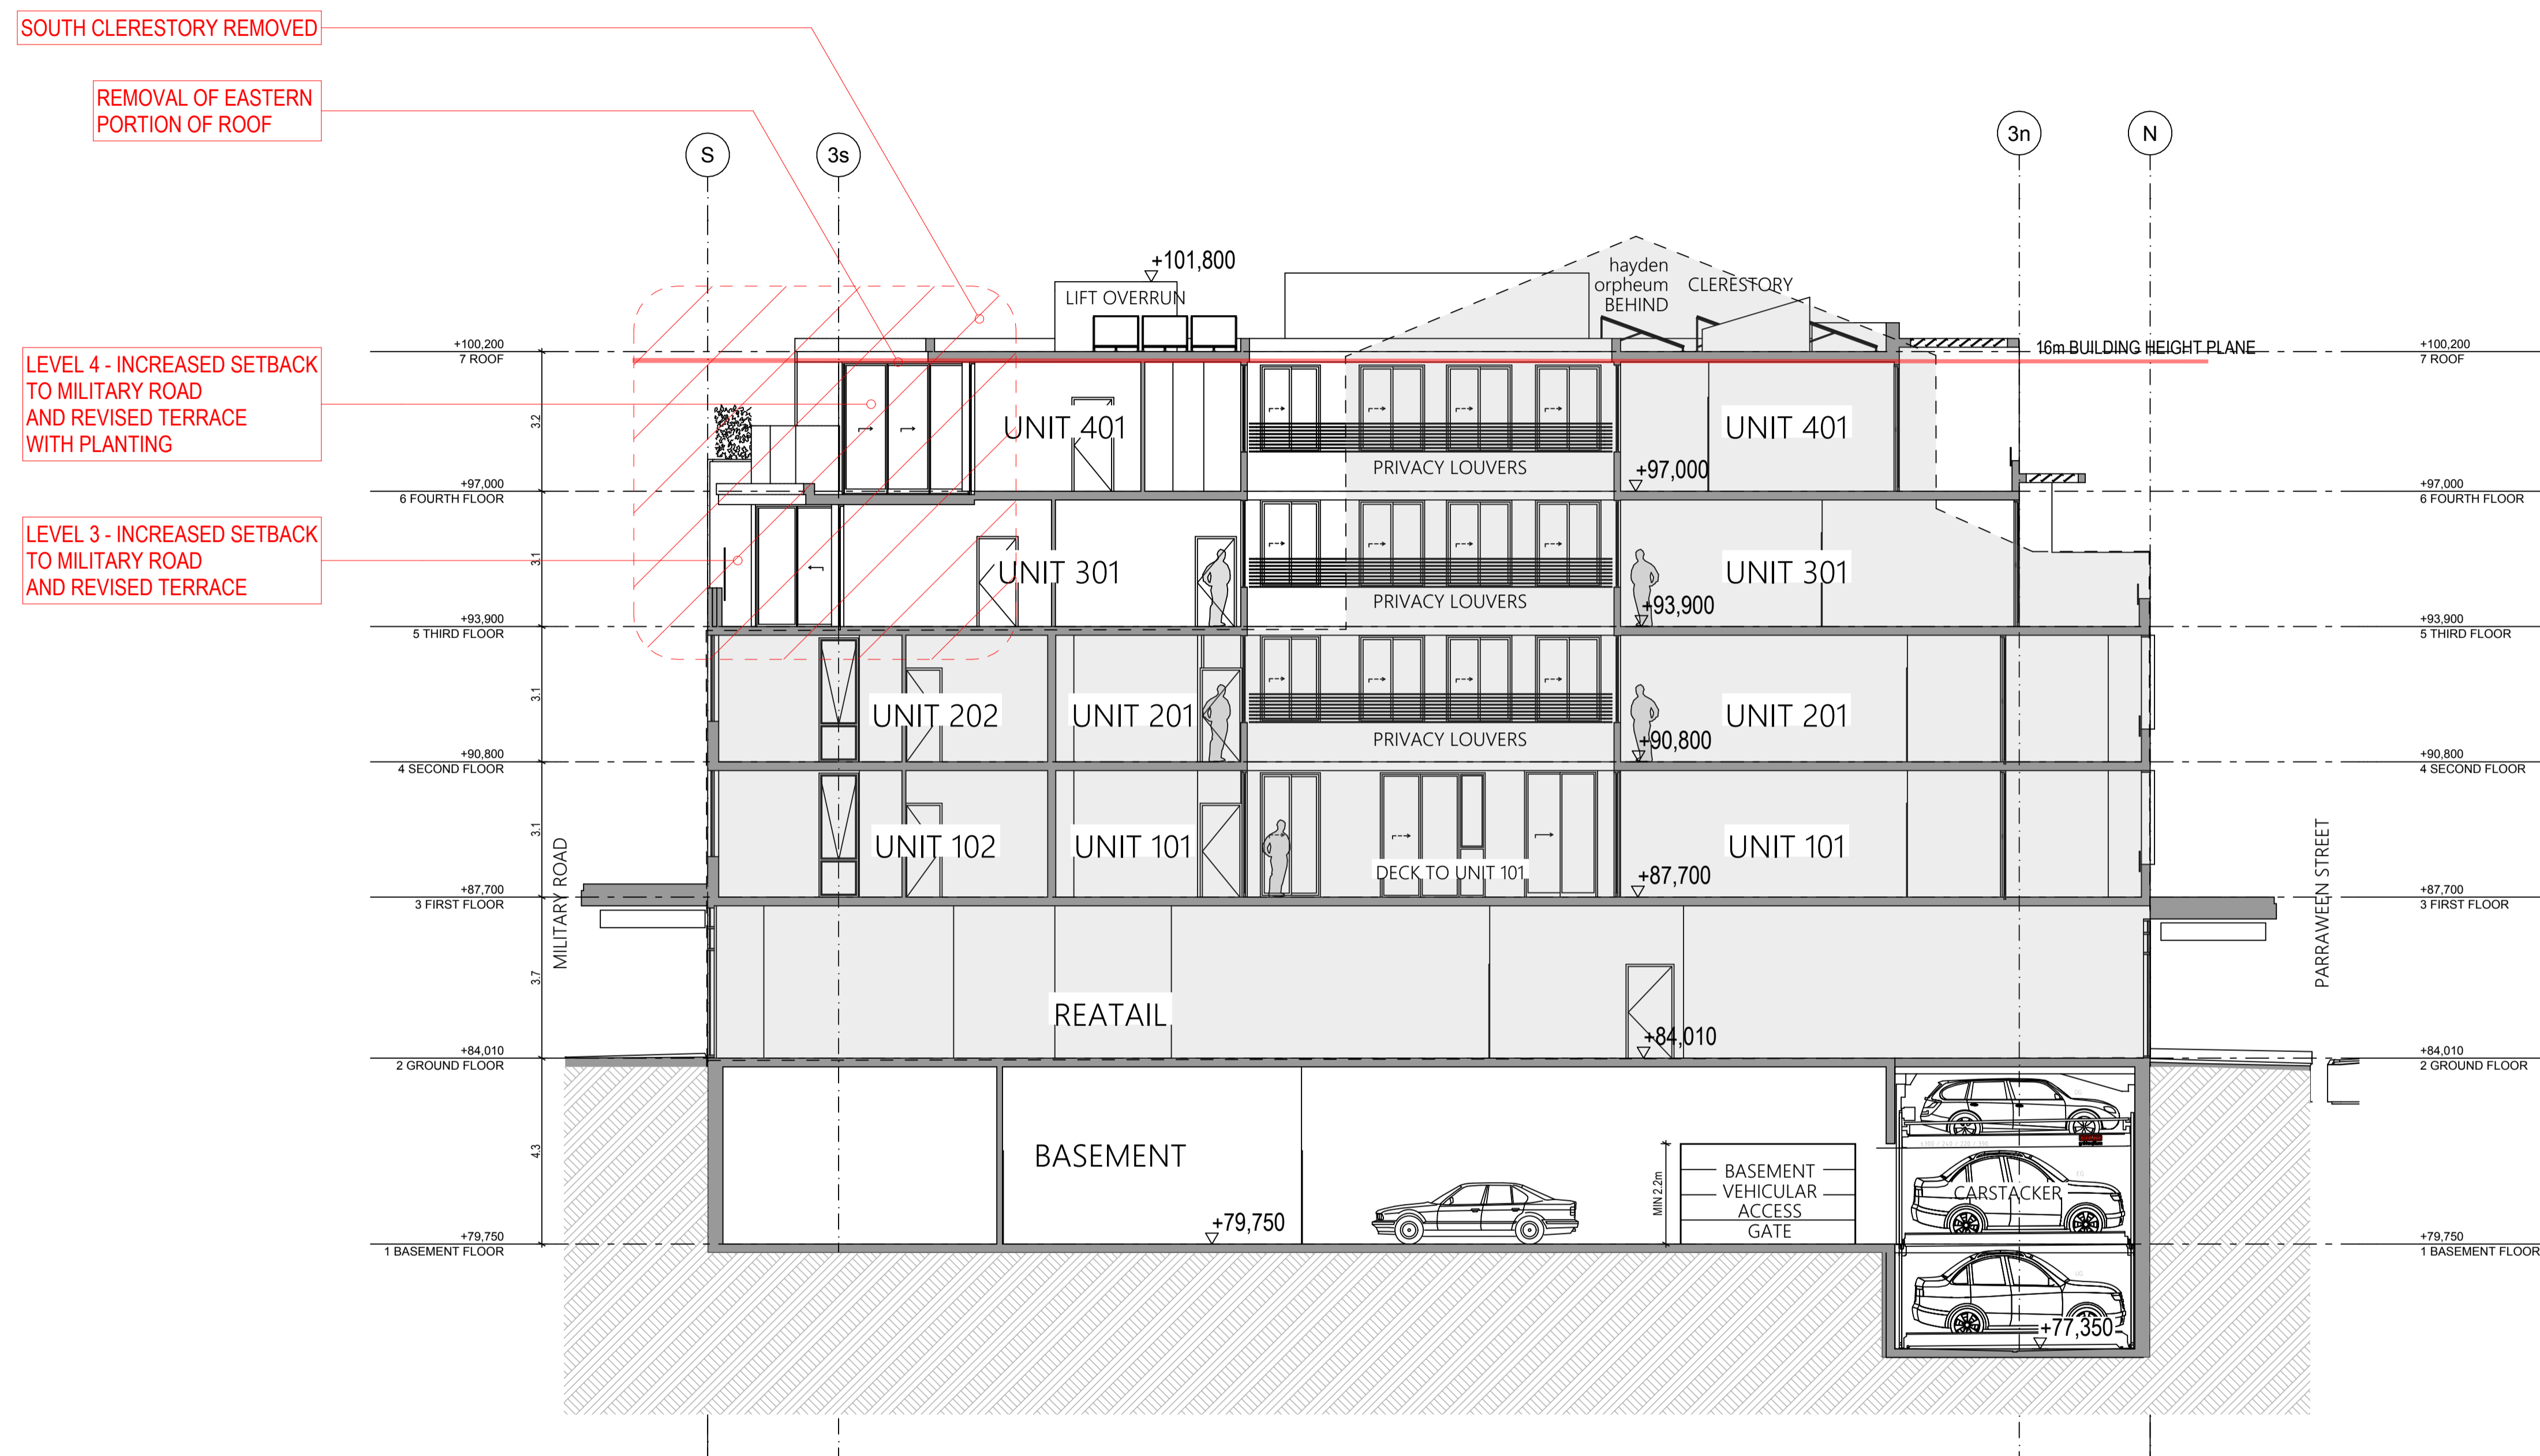 SOUTH CLERESTORY REMOVED
REMOVAL OF EASTERN
PORTION OF ROOF
LEVEL 4 - INCREASED SETBACK
TO MILITARY ROAD
AND REVISED TERRACE
WITH PLANTING
LEVEL 3 - INCREASED SETBACK
TO MILITARY ROAD
AND REVISED TERRACE
S
3s
3n
N
+101,800
LIFT OVERRUN
hayden
orpheum
BEHIND
CLERESTORY
16m BUILDING HEIGHT PLANE
+100,200
7 ROOF
+100,200
7 ROOF
3.2
UNIT 401
PRIVACY LOUVERS
+97,000
UNIT 401
+97,000
6 FOURTH FLOOR
+97,000
6 FOURTH FLOOR
3.1
UNIT 301
PRIVACY LOUVERS
+93,900
UNIT 301
+93,900
5 THIRD FLOOR
+93,900
5 THIRD FLOOR
3.1
UNIT 202
UNIT 201
PRIVACY LOUVERS
+90,800
UNIT 201
+90,800
4 SECOND FLOOR
+90,800
4 SECOND FLOOR
3.1
UNIT 102
UNIT 101
DECK TO UNIT 101
+87,700
UNIT 101
+87,700
3 FIRST FLOOR
+87,700
3 FIRST FLOOR
MILITARY ROAD
PARRAWEEN STREET
3.7
REATAIL
+84,010
+84,010
2 GROUND FLOOR
+84,010
2 GROUND FLOOR
4.3
BASEMENT
+79,750
MIN 2.2m
BASEMENT
VEHICULAR
ACCESS
GATE
CARSTACKER
+77,350
+79,750
1 BASEMENT FLOOR
+79,750
1 BASEMENT FLOOR